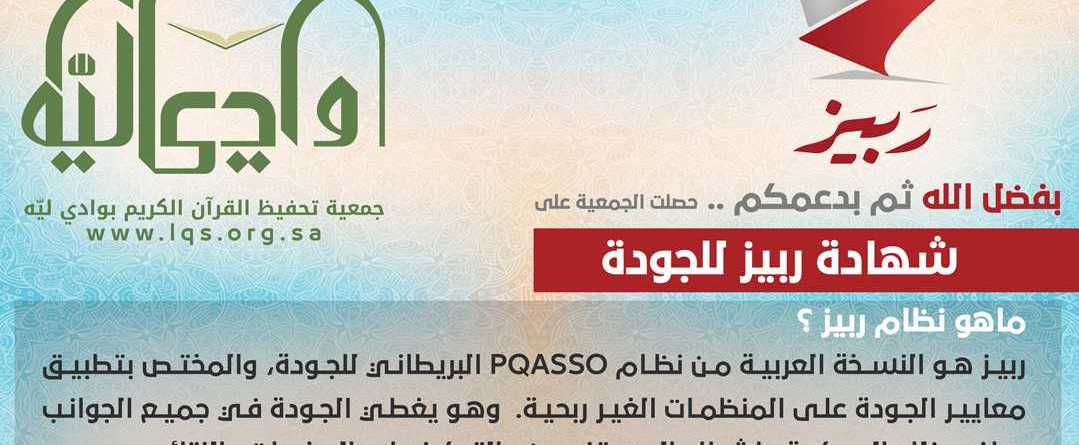 وادي ليّه
جمعية تحفيظ القرآن الكريم بوادي ليّه
www.lqs.org.sa
رَبيز
بفضل الله ثم بدعمكم .. حصلت الجمعية على
شهادة ربيز للجودة
ماهو نظام ربيز ؟
ربيز هو النسخة العربية من نظام PQASSO البريطاني للجودة، والمختص بتطبيق
معايير الجودة على المنظمات الغير ربحية. وهو يغطي الجودة في جميع الجوانب